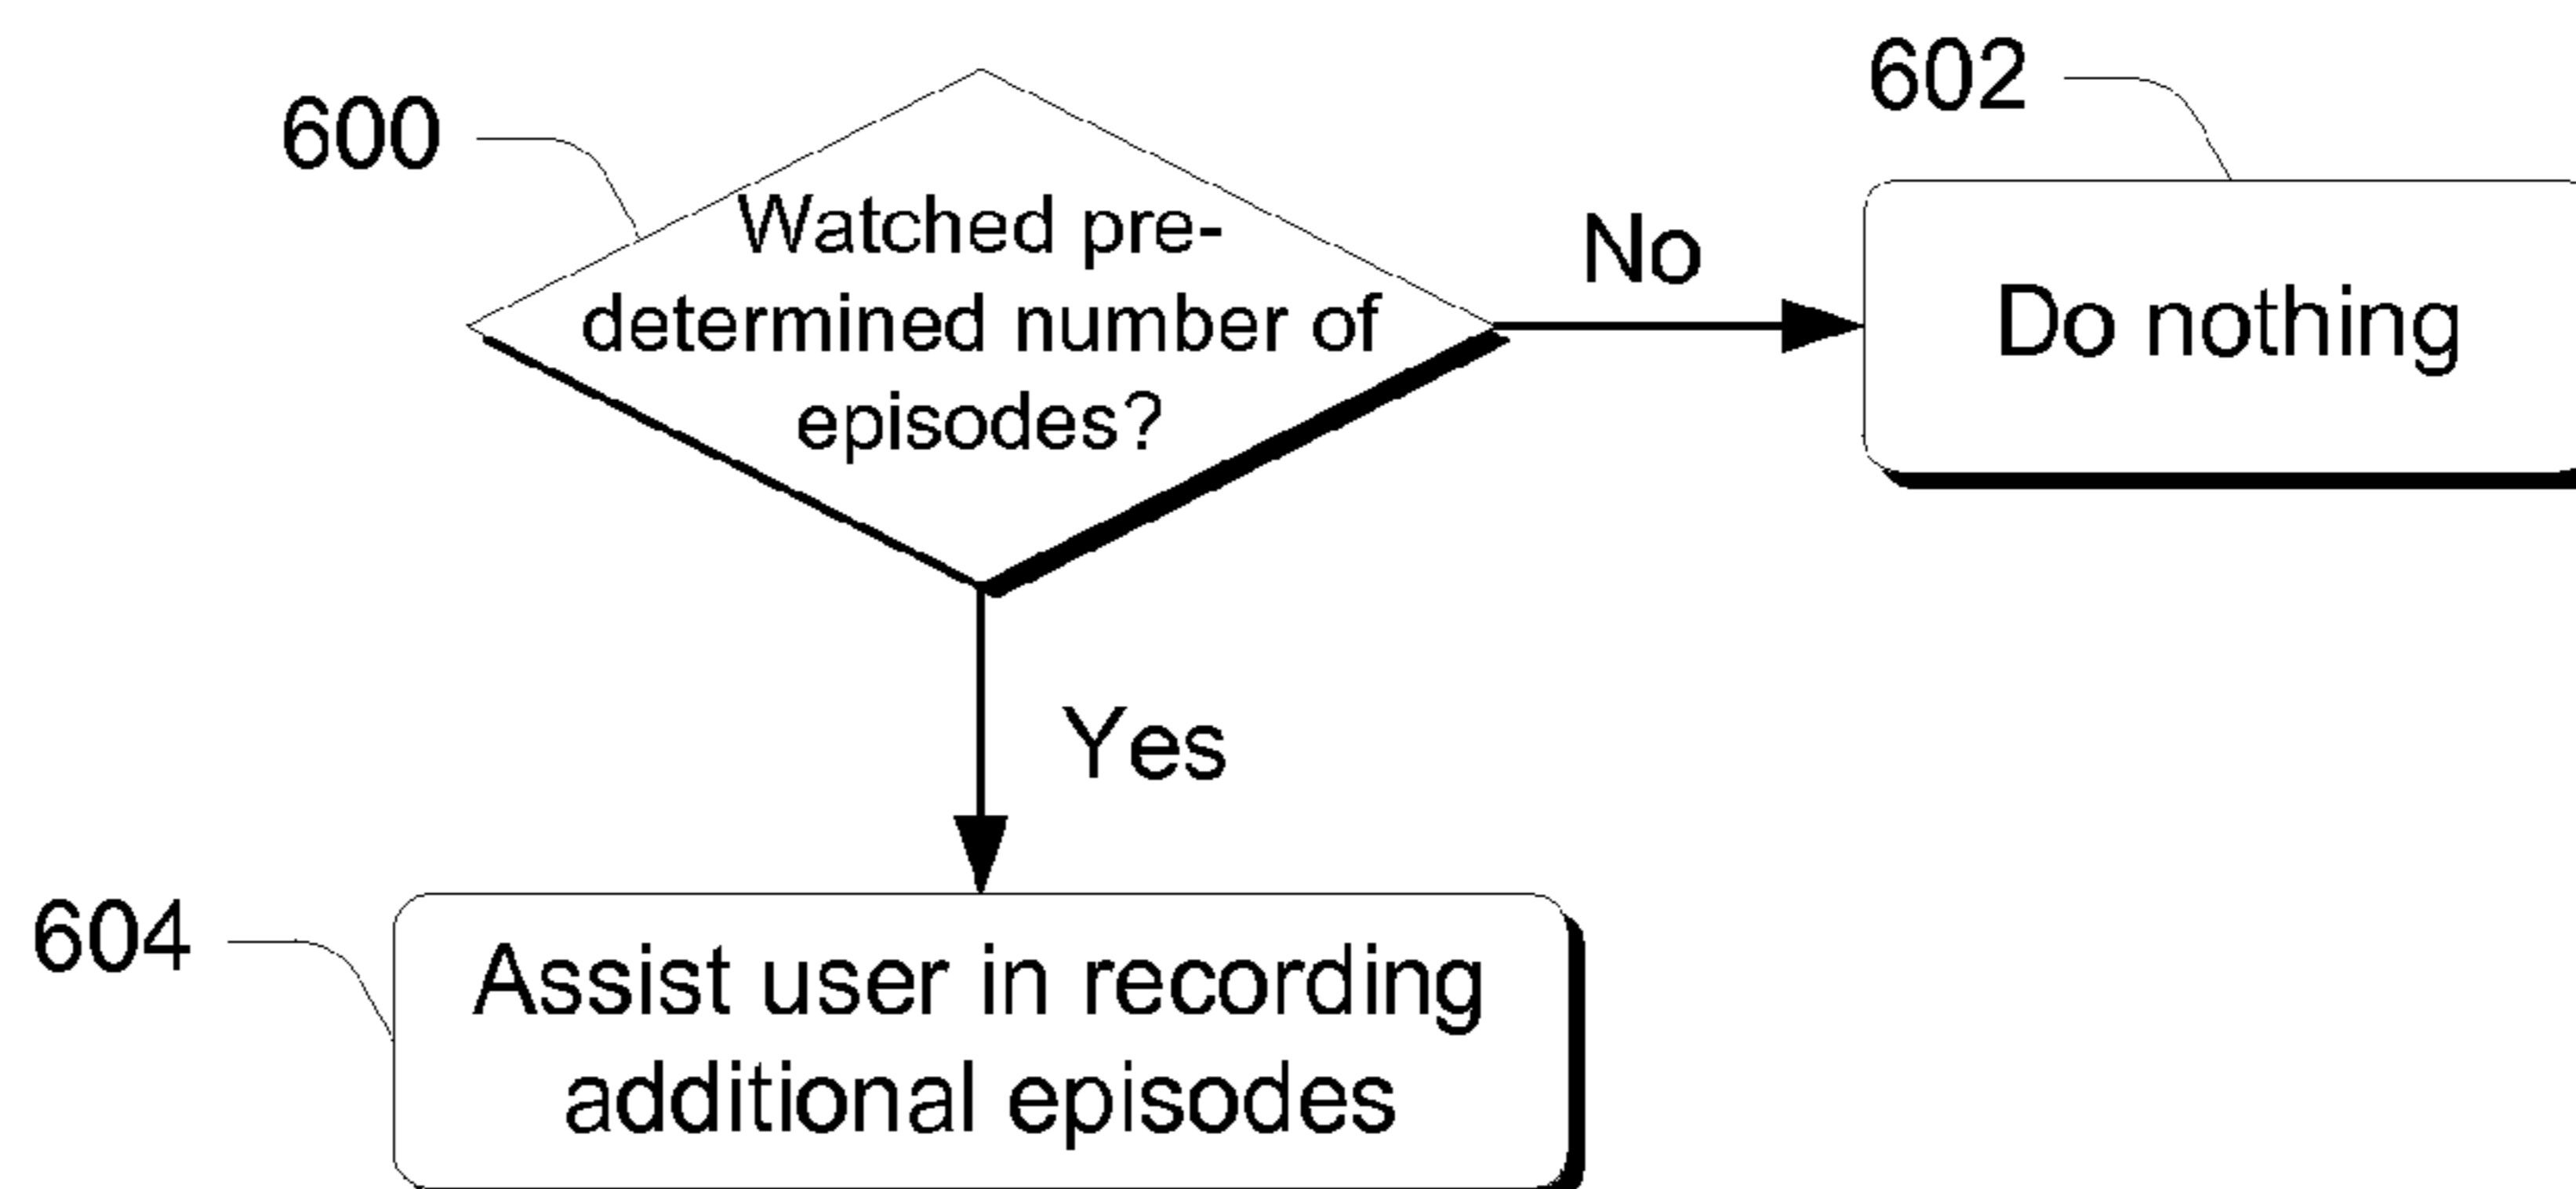 600
Watched pre-
determined number of
episodes?
No
602
Do nothing
Yes
604
Assist user in recording
additional episodes